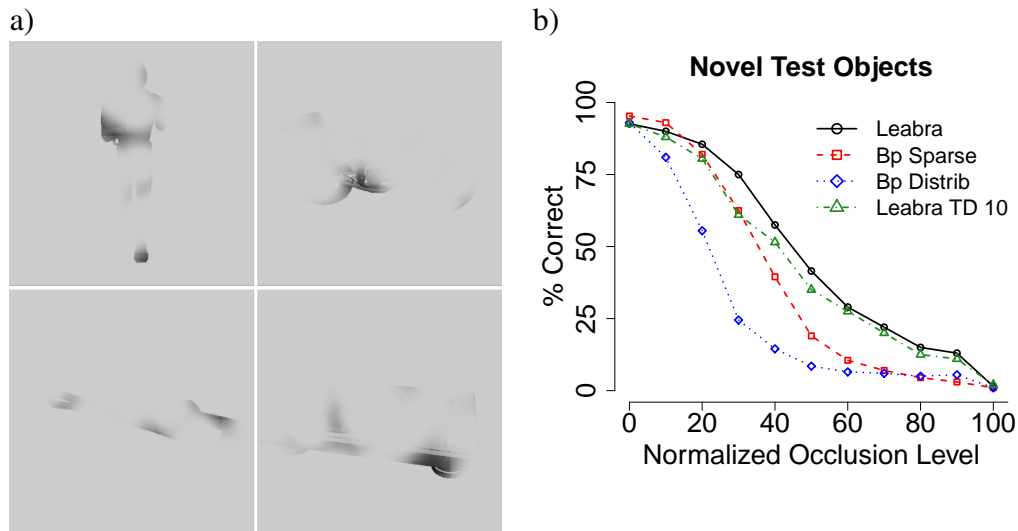 a)
b)
Novel Test Objects
% Correct
100
75
50
25
0
Leabra
Bp Sparse
Bp Distrib
Leabra TD 10
0 20 40 60 80 100
Normalized Occlusion Level